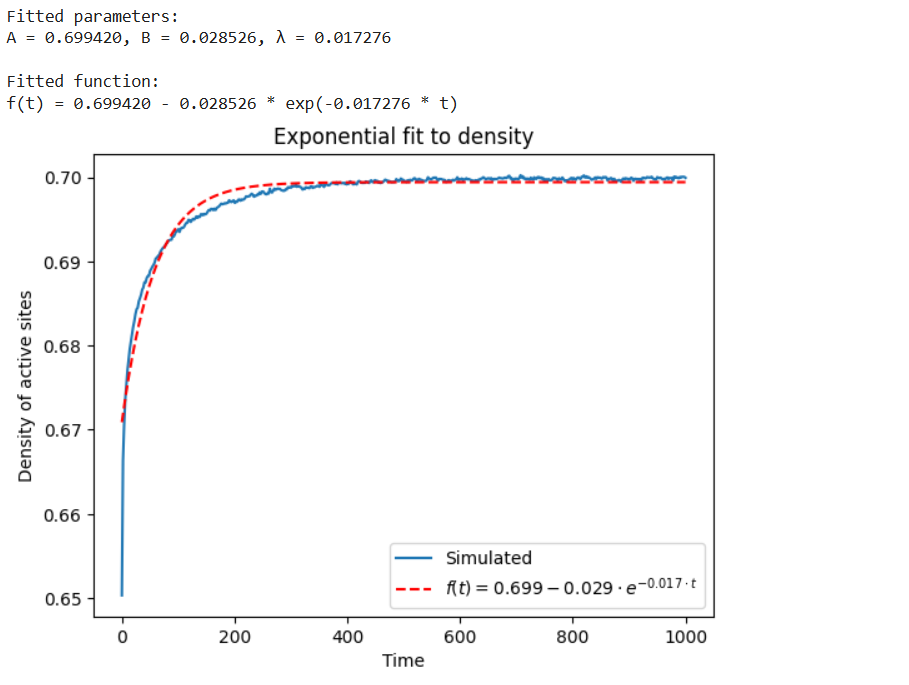 Fitted parameters:
A = 0.699420, B = 0.028526, λ = 0.017276
Fitted function:
f(t) = 0.699420 - 0.028526 * exp(-0.017276 * t)
Exponential fit to density
0.70
0.69
0.68
0.67
0.66
0.65
Density of active sites
Simulated
f(t) = 0.699 − 0.029 · e^{−0.017 · t}
0 200 400 600 800 1000
Time